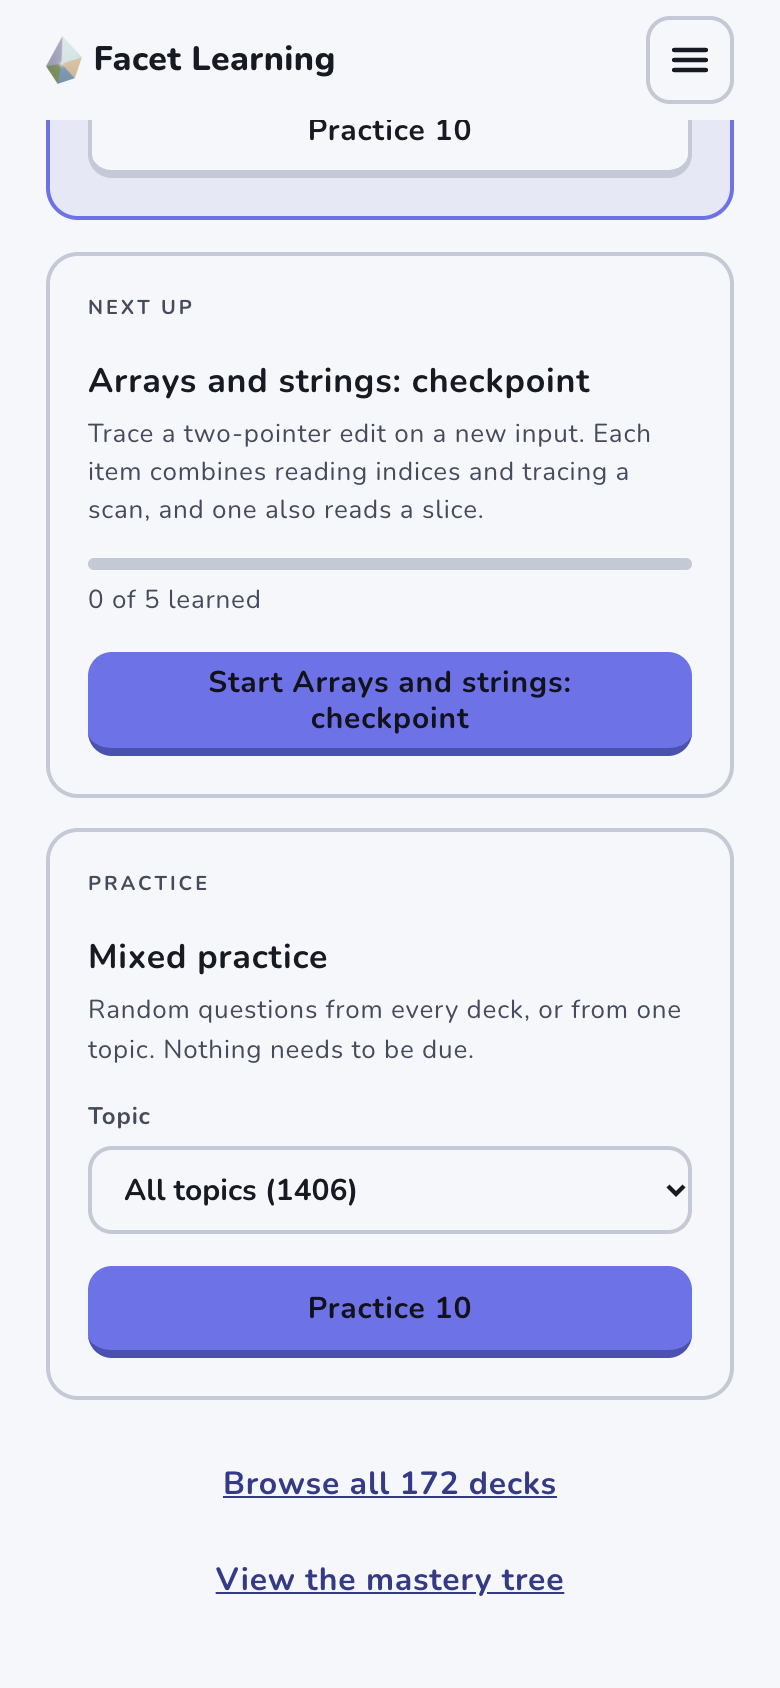 Facet Learning
Practice 10
NEXT UP
Arrays and strings: checkpoint
Trace a two-pointer edit on a new input. Each
item combines reading indices and tracing a
scan, and one also reads a slice.
0 of 5 learned
Start Arrays and strings:
checkpoint
PRACTICE
Mixed practice
Random questions from every deck, or from one
topic. Nothing needs to be due.
Topic
All topics (1406)
Practice 10
Browse all 172 decks
View the mastery tree